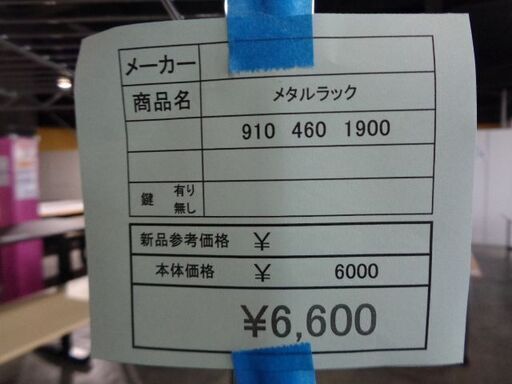 メーカー
商品名 メタルラック
910 460 1900
鍵 有り
無し
新品参考価格 ¥
本体価格 ¥ 6000
¥6,600